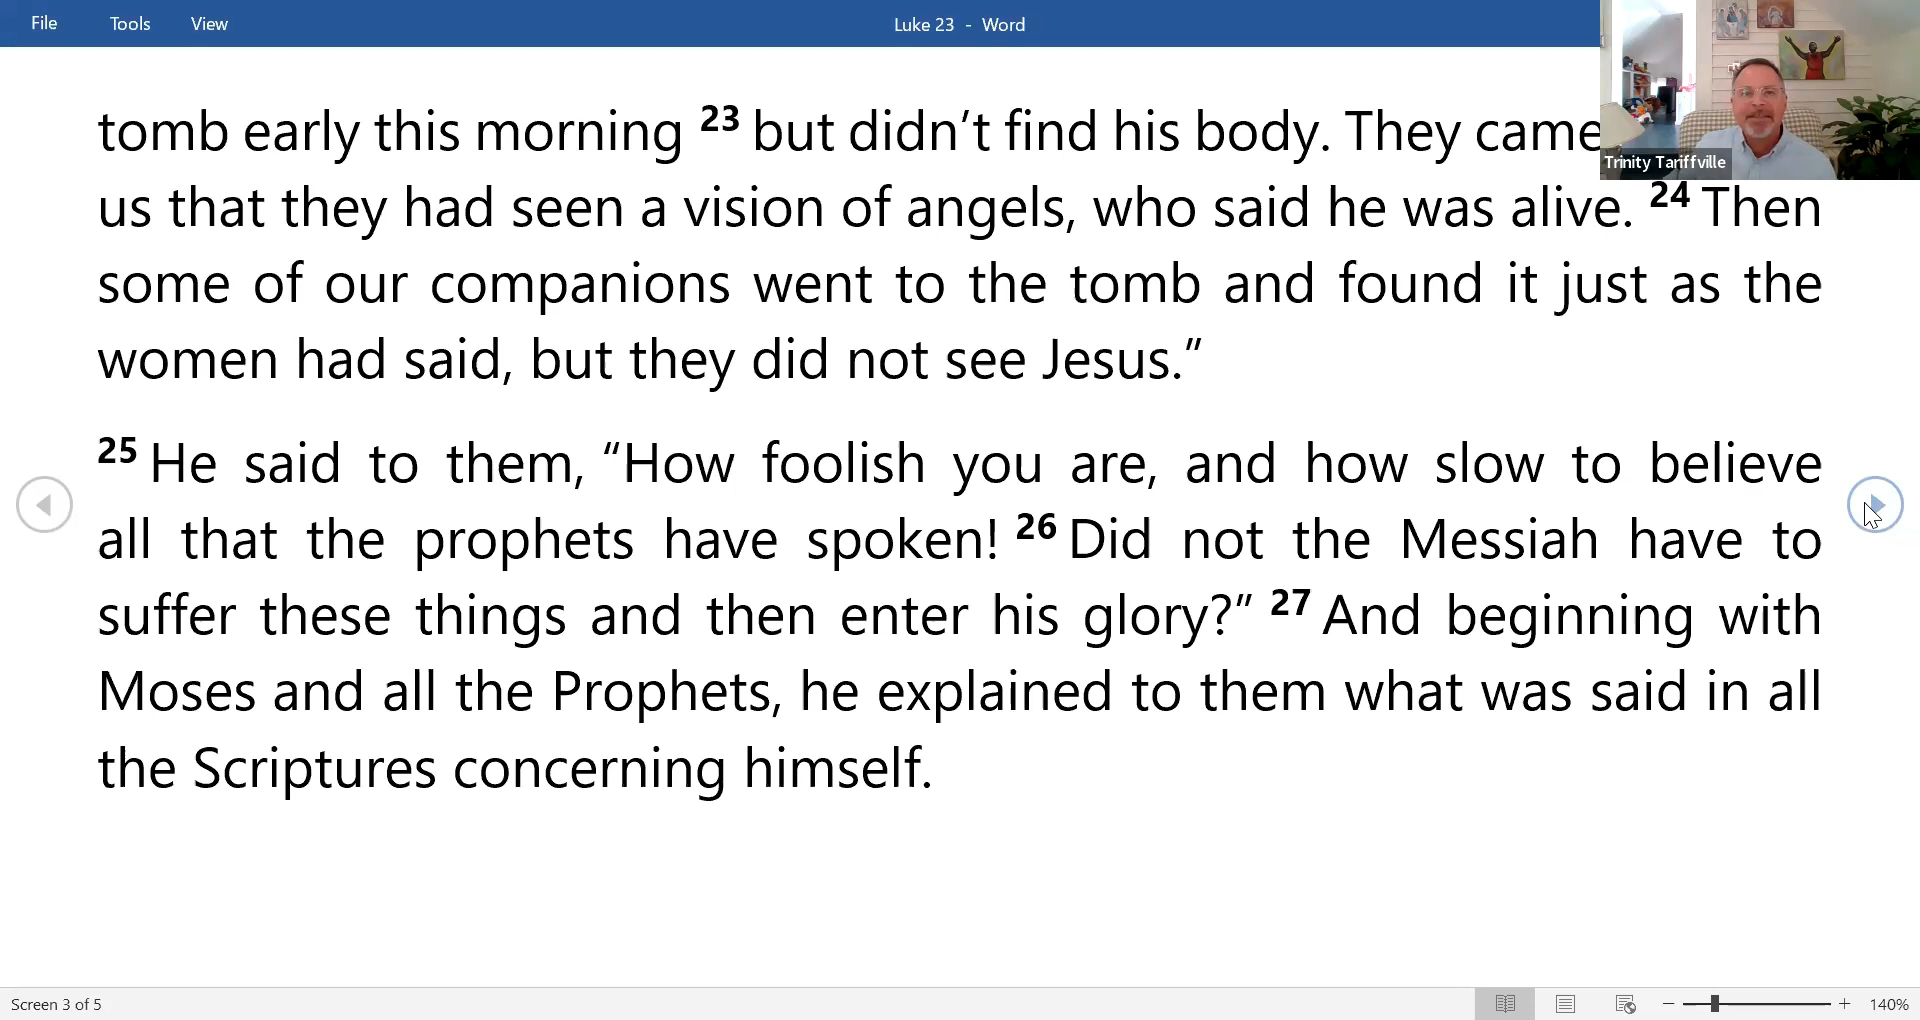 File Tools View Luke 23 - Word
Trinity Tariffville
tomb early this morning 23 but didn’t find his body. They came
us that they had seen a vision of angels, who said he was alive. 24 Then
some of our companions went to the tomb and found it just as the
women had said, but they did not see Jesus.”
25 He said to them, “How foolish you are, and how slow to believe
all that the prophets have spoken! 26 Did not the Messiah have to
suffer these things and then enter his glory?” 27 And beginning with
Moses and all the Prophets, he explained to them what was said in all
the Scriptures concerning himself.
Screen 3 of 5 140%